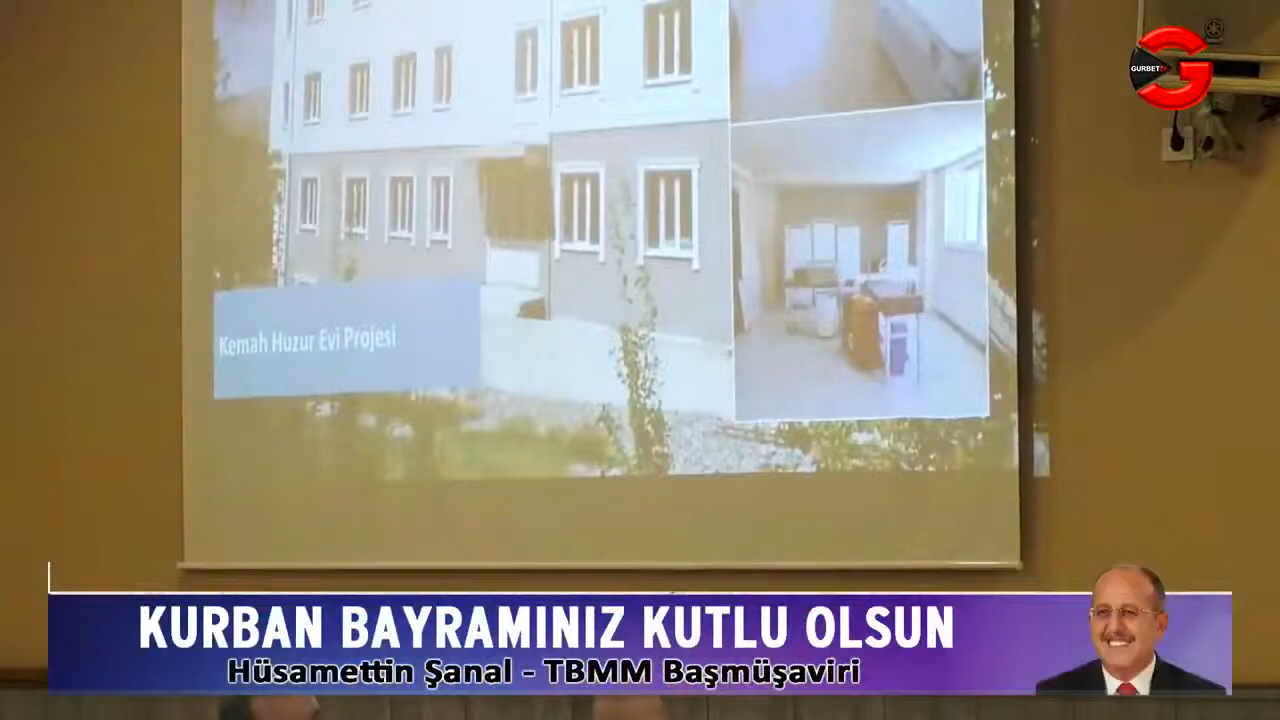 GURBET
Kemah Huzur Evi Projesi
KURBAN BAYRAMINIZ KUTLU OLSUN
Hüsamettin Şanal - TBMM Başmüşaviri